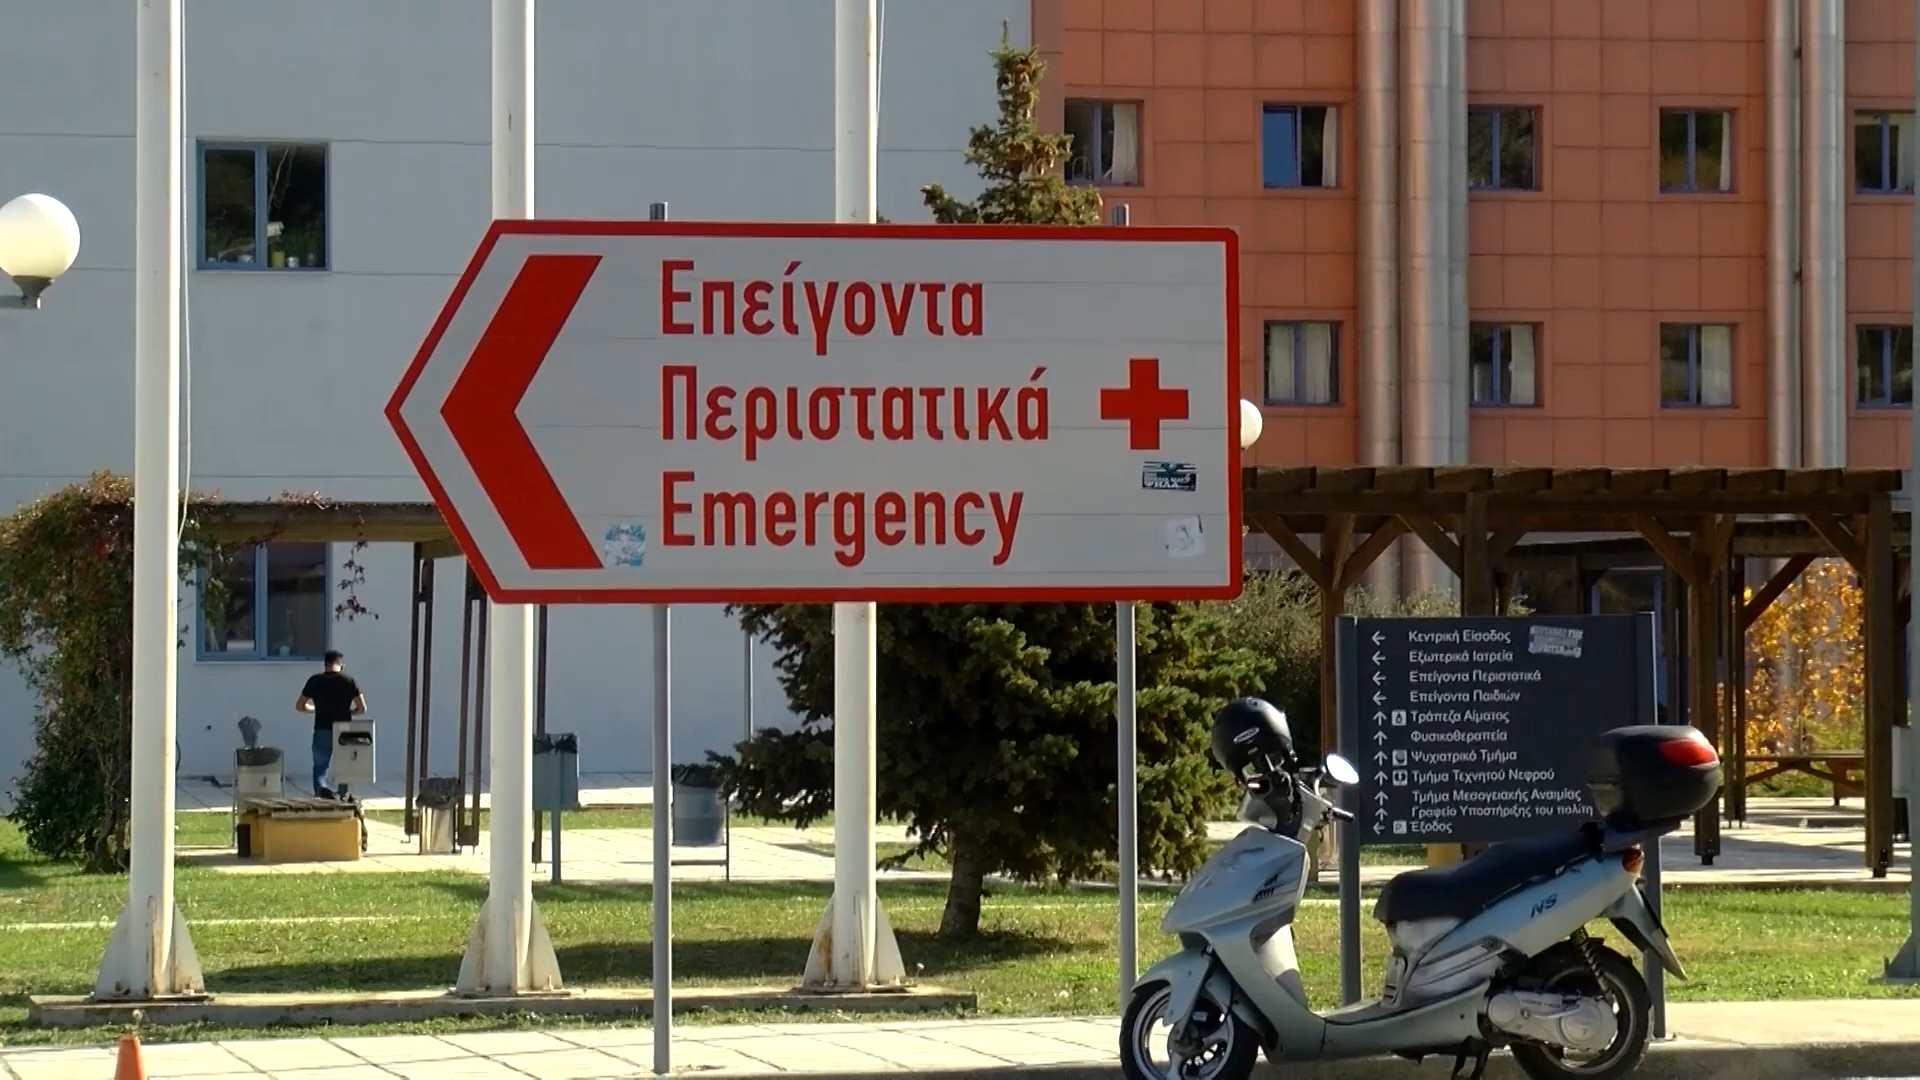 Επείγοντα
Περιστατικά
Emergency
Κεντρική Είσοδος
Εξωτερικά Ιατρεία
Επείγοντα Περιστατικά
Επείγοντα Παιδιών
Τράπεζα Αίματος
Φυσικοθεραπεία
Ψυχιατρικό Τμήμα
Τμήμα Τεχνητού Νεφρού
Τμήμα Μεσογειακής Αναιμίας
Γραφείο Υποστήριξης του πολίτη
P Έξοδος
NS